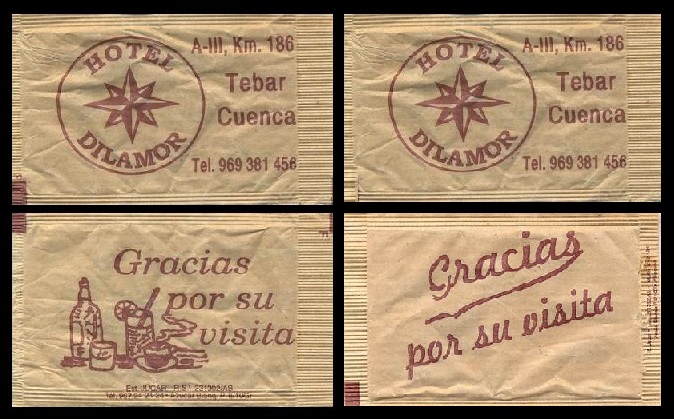 HOTEL
DILAMOR
A-III, Km. 186
Tebar
Cuenca
Tel. 969 381 456
HOTEL
DILAMOR
A-III, Km. 186
Tebar
Cuenca
Tel. 969 381 456
Gracias
por su
visita
Gracias
por su visita